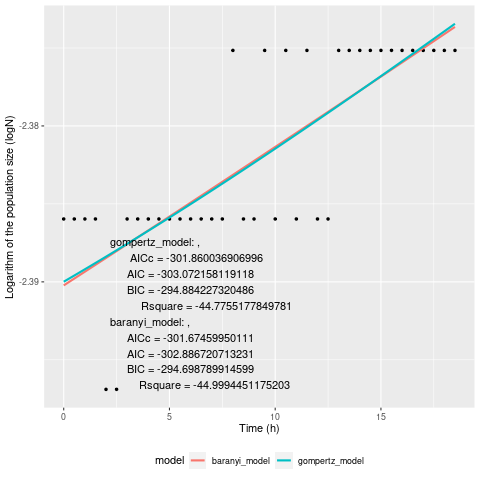 Logarithm of the population size (logN)
-2.38
-2.39
gompertz_model: ,
AICc = -301.860036906996
AIC = -303.072158119118
BIC = -294.884227320486
Rsquare = -44.7755177849781
baranyi_model: ,
AICc = -301.67459950111
AIC = -302.886720713231
BIC = -294.698789914599
Rsquare = -44.9994451175203
0 5 10 15
Time (h)
model baranyi_model gompertz_model